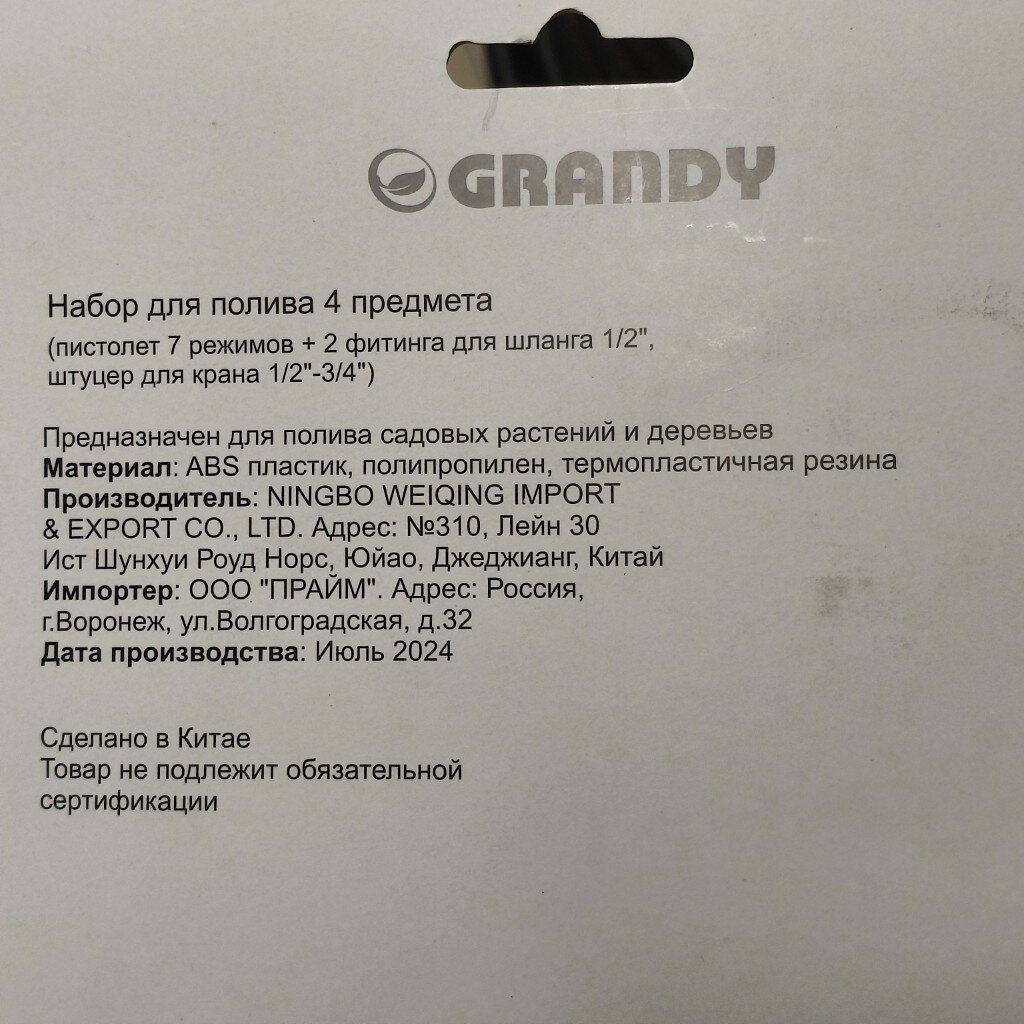 GRANDY
Набор для полива 4 предмета
(пистолет 7 режимов + 2 фитинга для шланга 1/2",
штуцер для крана 1/2"-3/4")
Предназначен для полива садовых растений и деревьев
Материал: ABS пластик, полипропилен, термопластичная резина
Производитель: NINGBO WEIQING IMPORT
& EXPORT CO., LTD. Адрес: №310, Лейн 30
Ист Шунхуи Роуд Норс, Юйао, Джеджианг, Китай
Импортер: ООО "ПРАЙМ". Адрес: Россия,
г.Воронеж, ул.Волгоградская, д.32
Дата производства: Июль 2024
Сделано в Китае
Товар не подлежит обязательной
сертификации